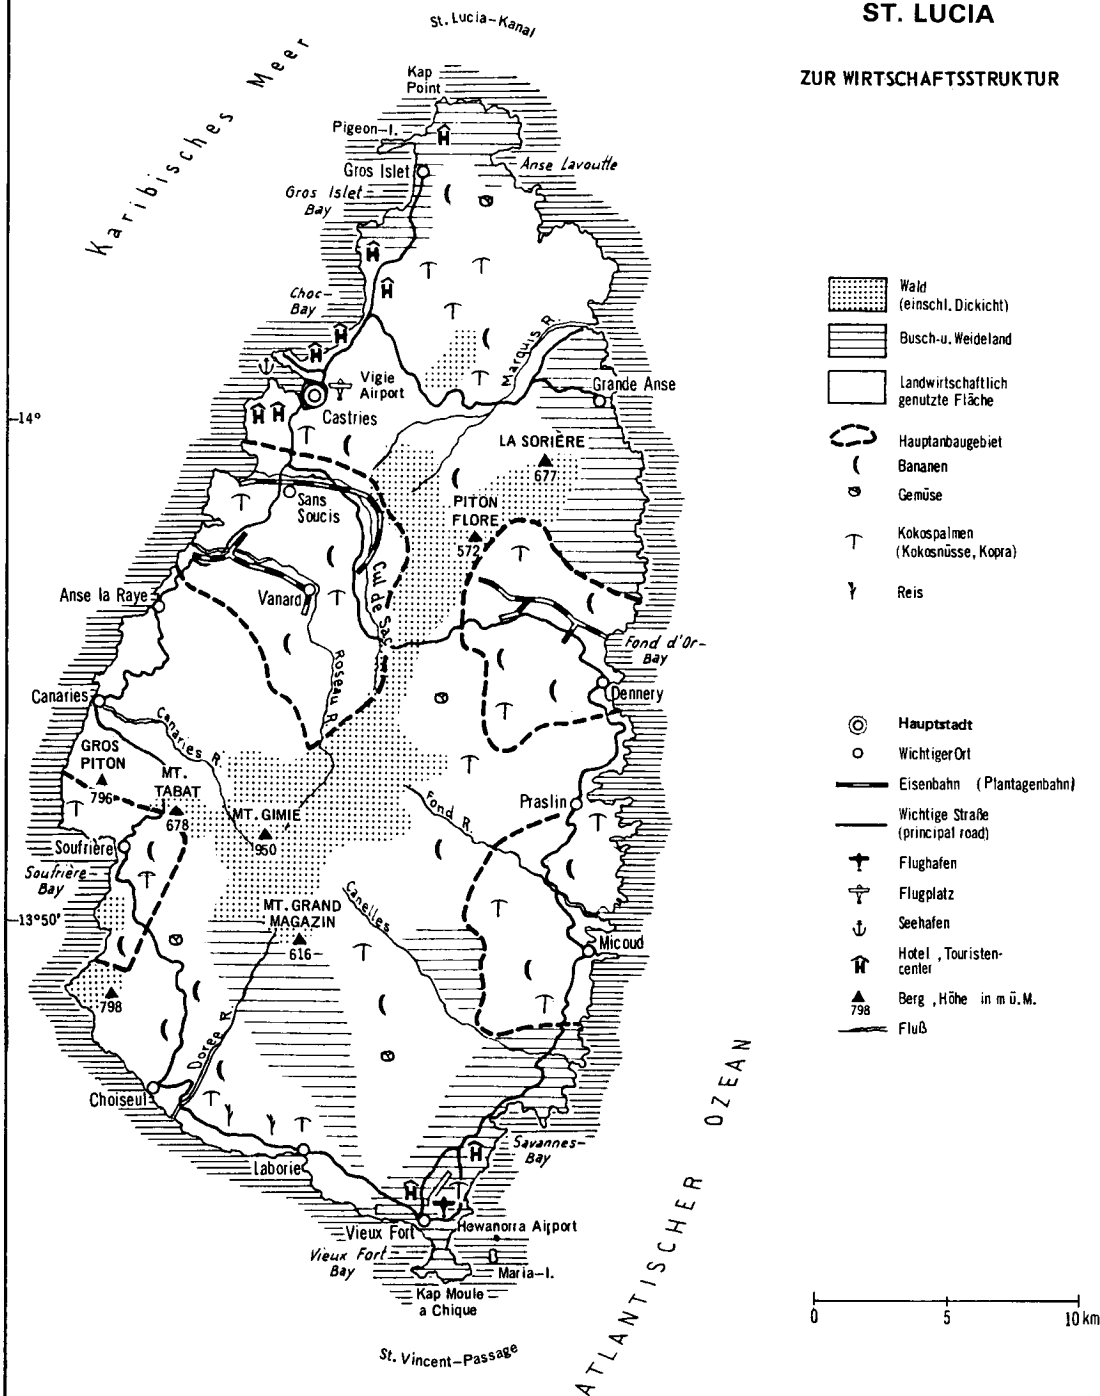 ST. LUCIA
ZUR WIRTSCHAFTSSTRUKTUR
St. Lucia-Kanal
Karibisches Meer
Kap
Point
Pigeon-I.
Gros Islet
Anse Lavoutte
Gros Islet-
Bay
Choc-
Bay
Marquis R.
Vigie
Airport
Castries
Grande Anse
14°
LA SORIÈRE
677
Sans
Soucis
PITON
FLORE
572
Cul de Sac
Anse la Raye
Vanard
Roseau R.
Fond d'Or-
Bay
Dennery
Canaries
Canaries R.
GROS
PITON
796
MT.
TABAT
678
MT. GIMIE
950
Fond R.
Praslin
Soufrière
Soufrière-
Bay
Canelles
MT. GRAND
MAGAZIN
616
13°50'
Micoud
798
Dorée R.
Choiseul
Laborie
Savannes-
Bay
Vieux Fort
Hewanorra Airport
Vieux Fort-
Bay
Maria-I.
Kap Moule
a Chique
St. Vincent-Passage
ATLANTISCHER OZEAN
Wald
(einschl. Dickicht)
Busch-u. Weideland
Landwirtschaftlich
genutzte Fläche
Hauptanbaugebiet
Bananen
Gemüse
Kokospalmen
(Kokosnüsse, Kopra)
Reis
Hauptstadt
Wichtiger Ort
Eisenbahn (Plantagenbahn)
Wichtige Straße
(principal road)
Flughafen
Flugplatz
Seehafen
H Hotel, Touristen-
center
798 Berg, Höhe in m ü.M.
Fluß
0 5 10 km